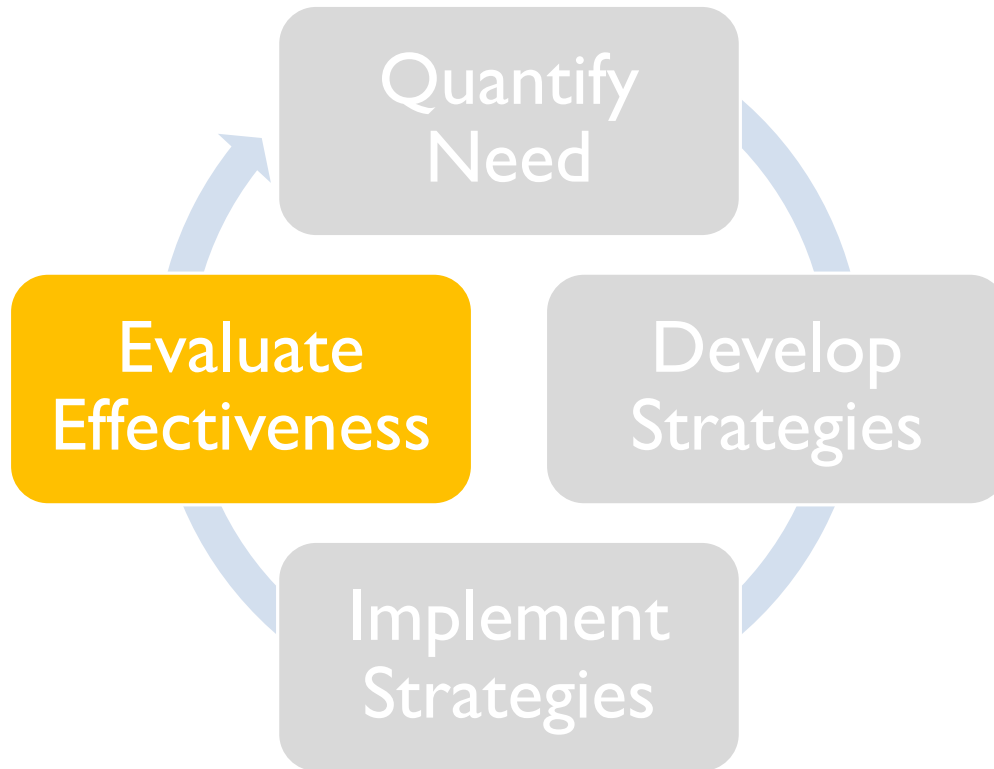 Quantify
Need
Evaluate
Effectiveness
Develop
Strategies
Implement
Strategies